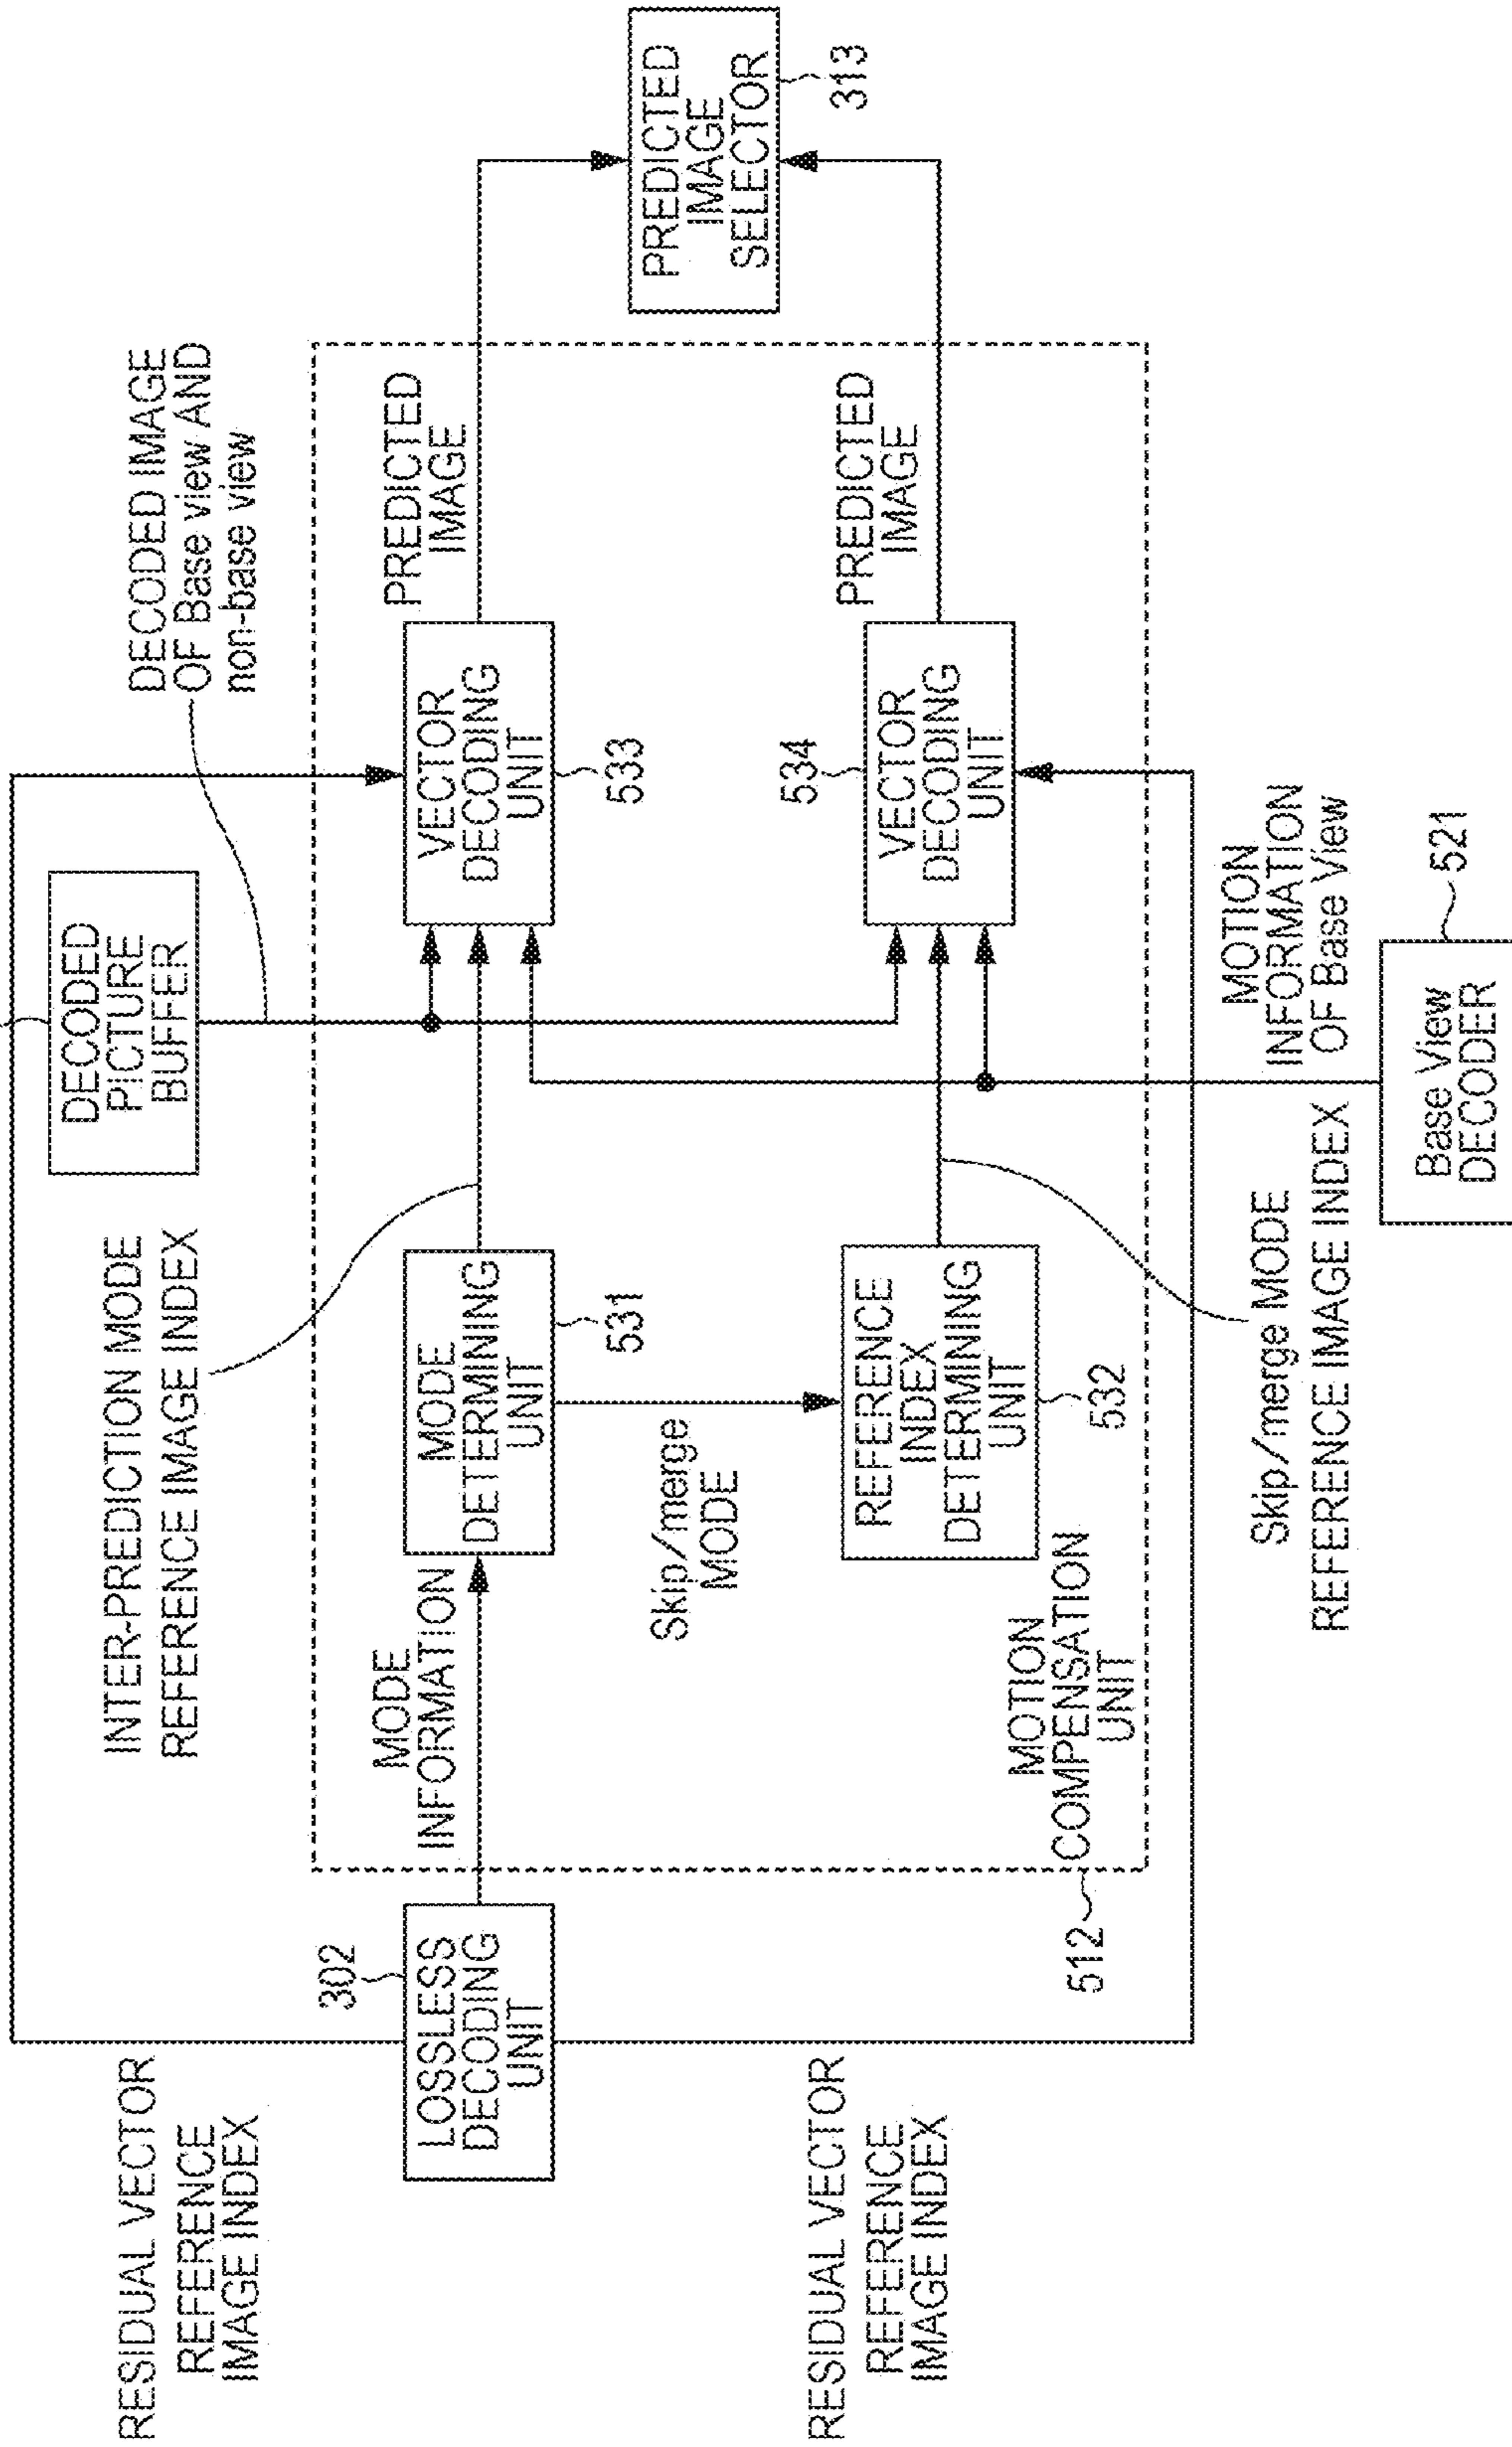 DECODED
PICTURE
BUFFER
DECODED IMAGE
OF Base view AND
non-base view
INTER-PREDICTION MODE
REFERENCE IMAGE INDEX
RESIDUAL VECTOR
REFERENCE
IMAGE INDEX
302
LOSSLESS
DECODING
UNIT
MODE
INFORMATION
MODE
DETERMINING
UNIT
531
VECTOR
DECODING
UNIT
533
PREDICTED
IMAGE
PREDICTED
IMAGE
SELECTOR
313
Skip/merge
MODE
RESIDUAL VECTOR
REFERENCE
IMAGE INDEX
REFERENCE
INDEX
DETERMINING
UNIT
532
534
VECTOR
DECODING
UNIT
PREDICTED
IMAGE
MOTION
COMPENSATION
UNIT
512
Skip/merge MODE
REFERENCE IMAGE INDEX
MOTION
INFORMATION
OF Base View
521
Base View
DECODER